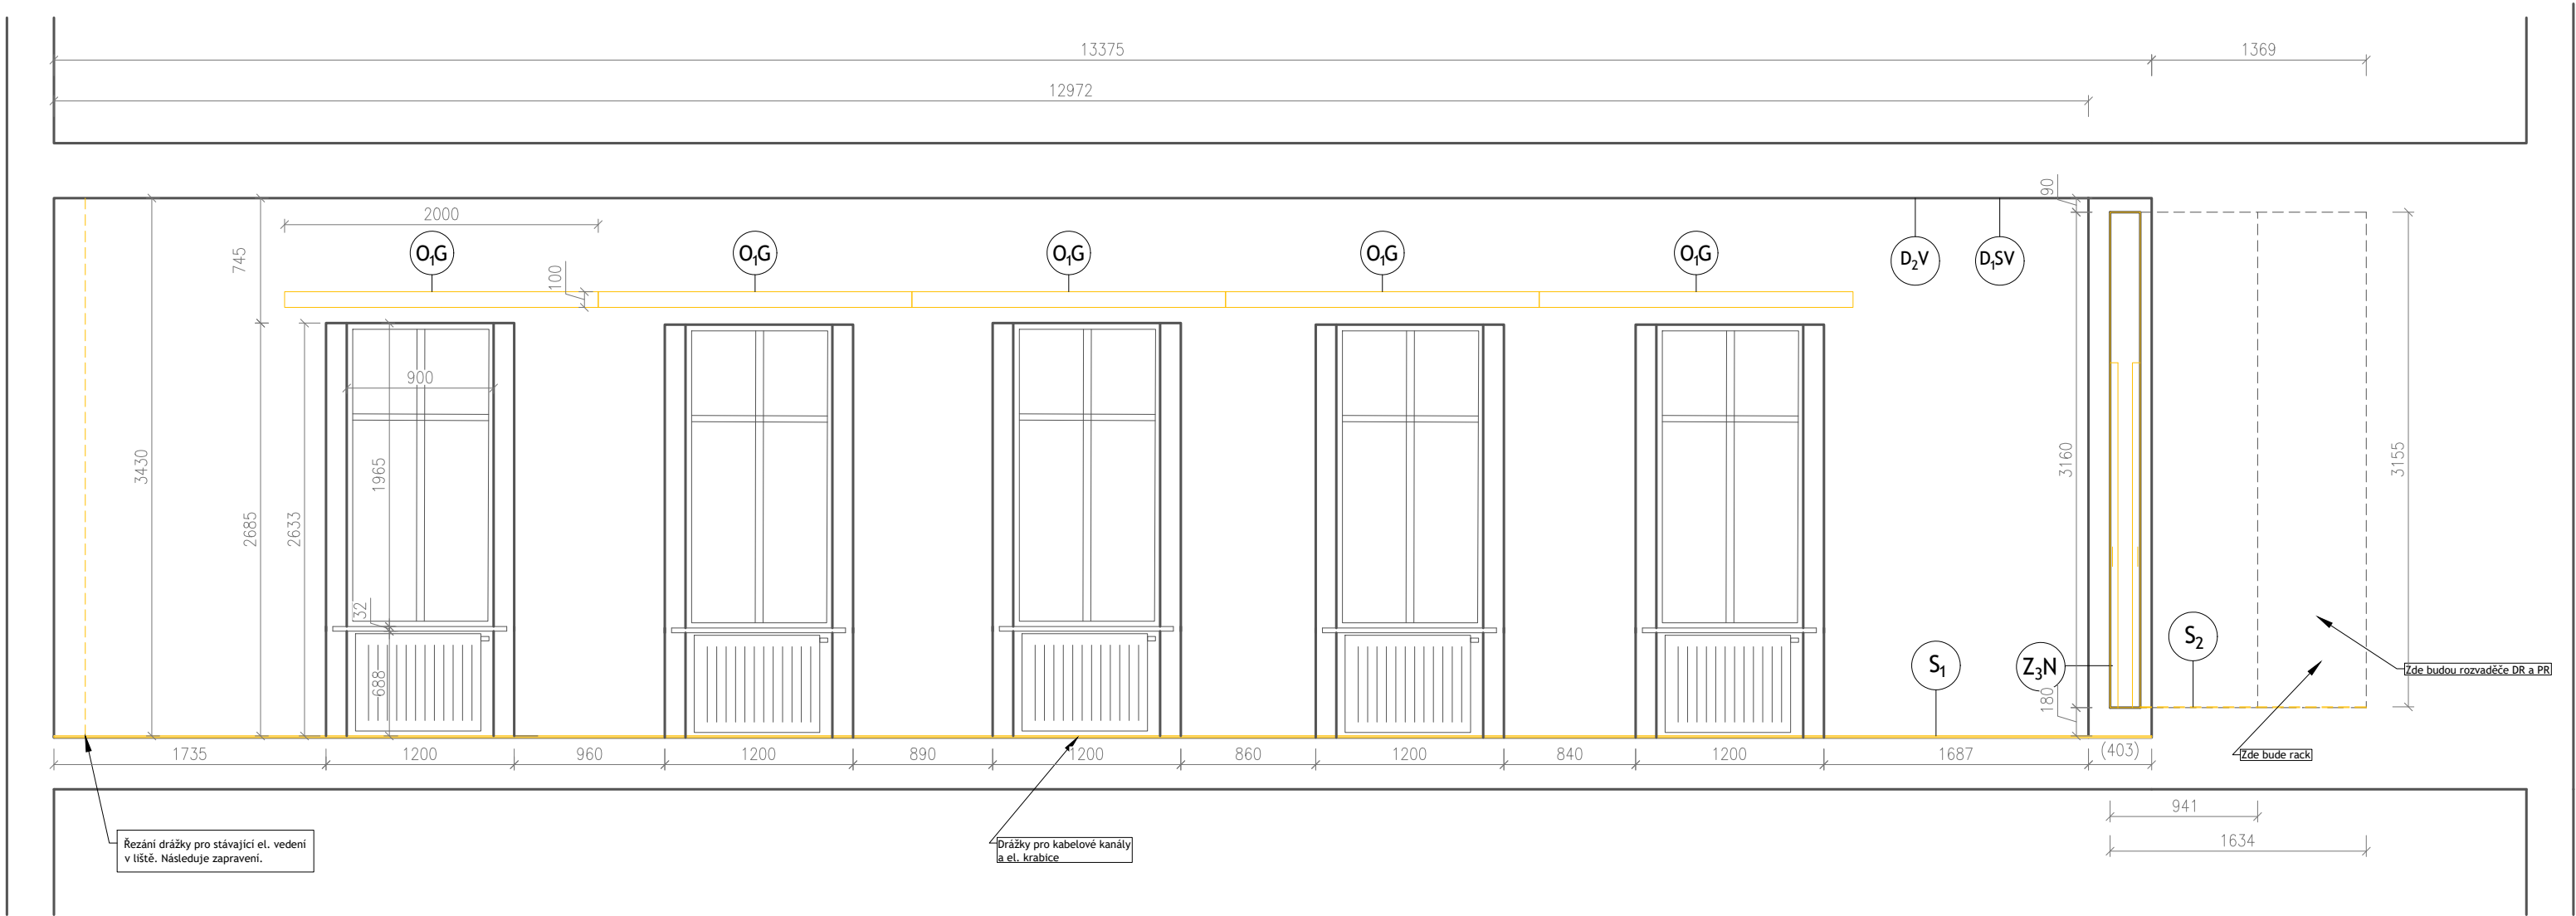 13375
1369
12972
90
2000
745
O₁G
O₁G
O₁G
O₁G
O₁G
D₂V
D₁SV
100
900
3430
1965
3160
3155
2685
2633
32
688
S₁
Z₃N
S₂
180
Zde budou rozvaděče DR a PR
Zde bude rack
1735
1200
960
1200
890
1200
860
1200
840
1200
1687
(403)
941
1634
Řezání drážky pro stávající el. vedení
v liště. Následuje zapravení.
Drážky pro kabelové kanály
a el. krabice